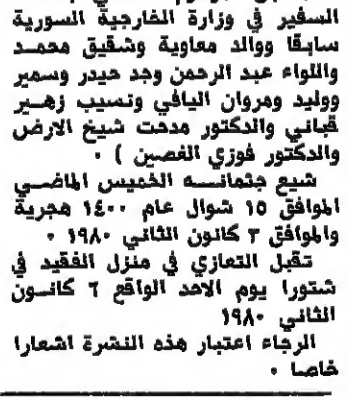 السفير في وزارة الخارجية السورية
سابقا ووالد معاوية وشقيق محمد
واللواء عبد الرحمن وجد حيدر وسمير
ووليد ومروان اليافي ونسيب زهير
قباني والدكتور مدحت شيخ الارض
والدكتور فوزي الغصين ) ٠
شيع جثمانه الخميس الماضي
الموافق ١٥ شوال عام ١٤٠٠ هجرية
والموافق ٣ كانون الثاني ١٩٨٠ ٠
تقبل التعازي في منزل الفقيد في
شتورا يوم الاحد الواقع ٦ كانون
الثاني ١٩٨٠
الرجاء اعتبار هذه النشرة اشعارا
خاصا ٠